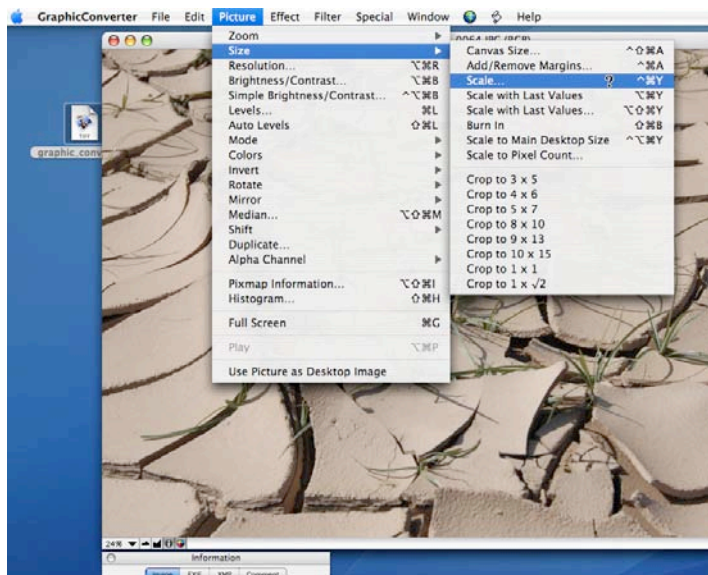 GraphicConverter File Edit Picture Effect Filter Special Window Help
Zoom
Size
Resolution... ⌥⌘R
Brightness/Contrast... ⌥⌘B
Simple Brightness/Contrast... ^⌥⌘B
Levels... ⌘L
Auto Levels ⇧⌘L
Mode
Colors
Invert
Rotate
Mirror
Median... ⌥⇧⌘M
Shift
Duplicate...
Alpha Channel
Pixmap Information... ⌥⇧⌘I
Histogram... ⇧⌘H
Full Screen ⌘G
Play ⌥⌘P
Use Picture as Desktop Image
Canvas Size... ^⇧⌘A
Add/Remove Margins... ^⌘A
Scale... ^⌘Y
Scale with Last Values ⌥⌘Y
Scale with Last Values... ⌥⇧⌘Y
Burn In ⇧⌘B
Scale to Main Desktop Size ^⌥⌘Y
Scale to Pixel Count...
Crop to 3 x 5
Crop to 4 x 6
Crop to 5 x 7
Crop to 8 x 10
Crop to 9 x 13
Crop to 10 x 15
Crop to 1 x 1
Crop to 1 x √2
24%
Information